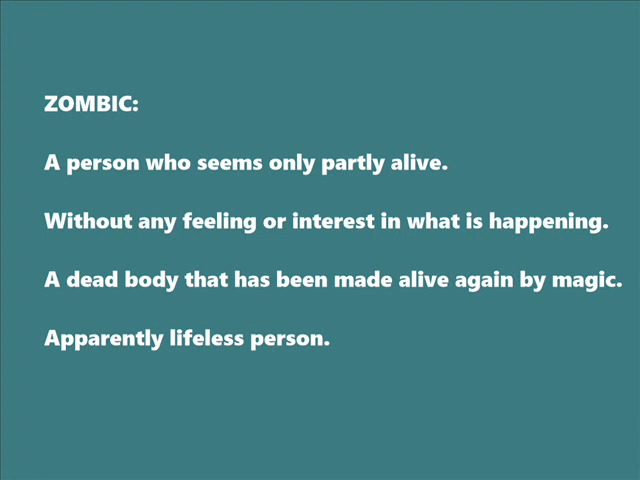 ZOMBIC:
A person who seems only partly alive.
Without any feeling or interest in what is happening.
A dead body that has been made alive again by magic.
Apparently lifeless person.